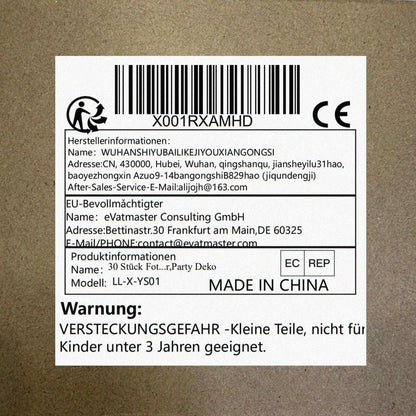 X001RXAMHD
CE
Herstellerinformationen:
Name: WUHANSHIYUBAILIKEJIYOUXIANGONGSI
Address:CN, 430000, Hubei, Wuhan, qingshanqu, jiansheyilu31hao,
baoyezhongxin Azuo9-14bangongshiB829hao (jiqundengji)
After-Sales-Service-E-Mail:alijojh@163.com
EU-Bevollmächtigter
Name: eVatmaster Consulting GmbH
Address:Bettinastr.30 Frankfurt am Main,DE 60325
E-Mail/PHONE:contact@evatmaster.com
Produktinformationen
Name: 30 Stück Fot...r,Party Deko
Modell: LL-X-YS01
EC REP
MADE IN CHINA
Warnung:
VERSTECKUNGSGEFAHR -Kleine Teile, nicht für
Kinder unter 3 Jahren geeignet.